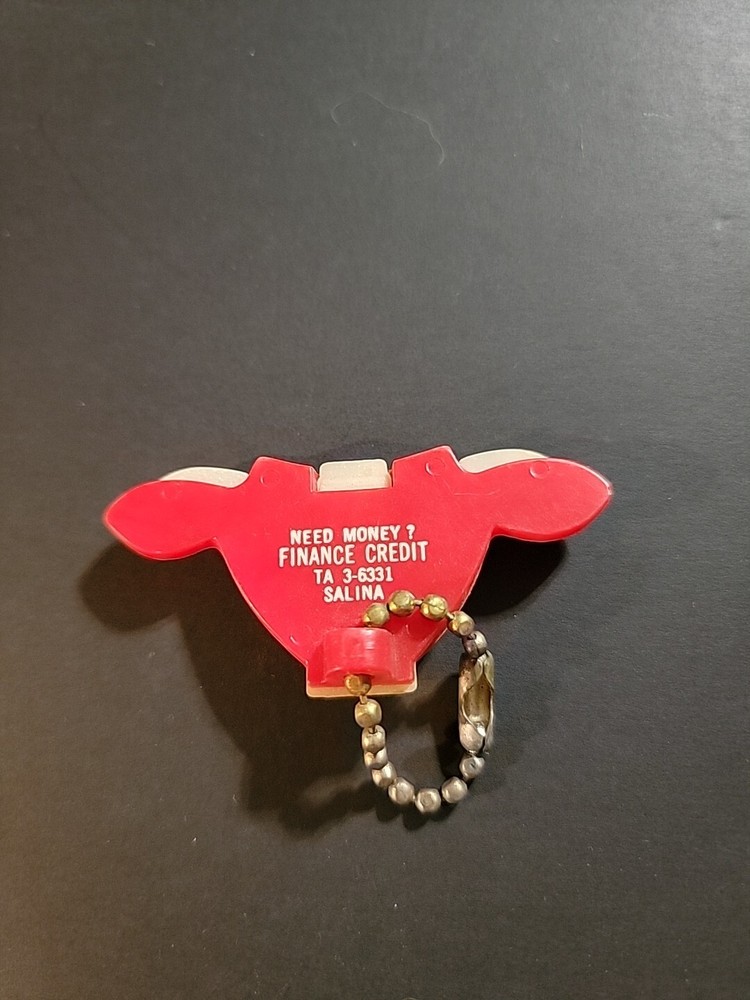 NEED MONEY?
FINANCE CREDIT
TA 3-6331
SALINA